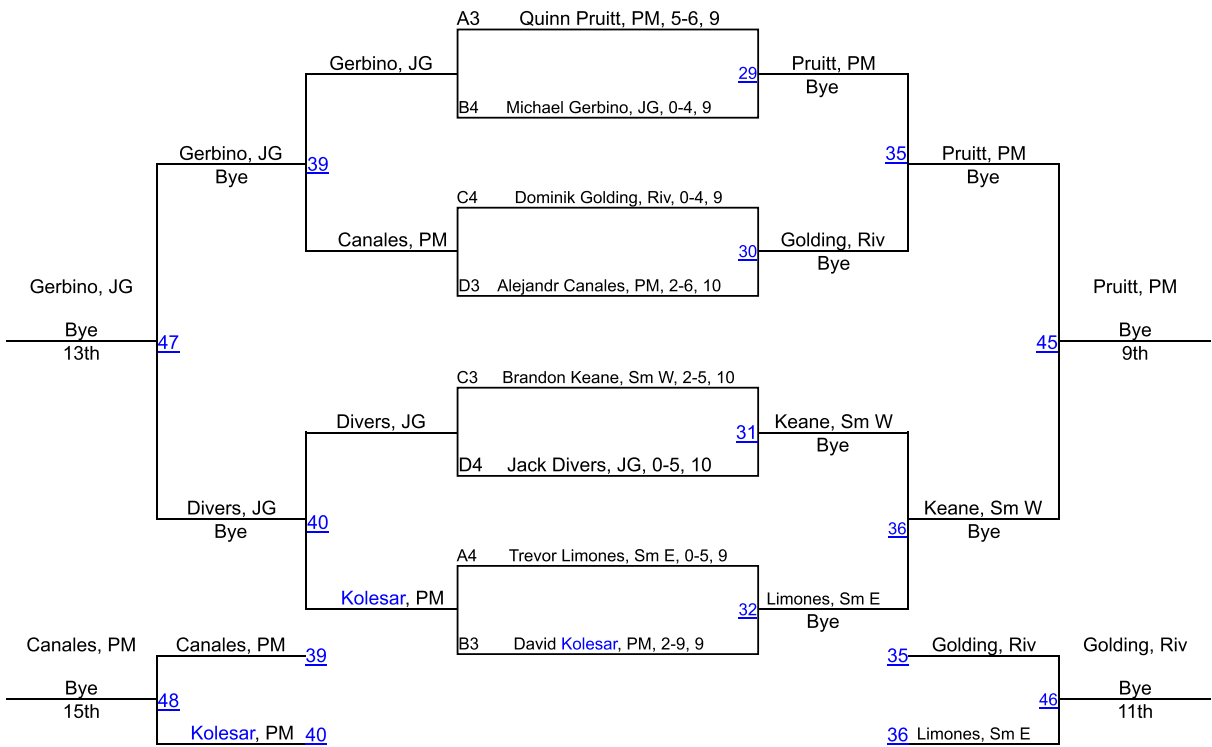 A3 Quinn Pruitt, PM, 5-6, 9
Gerbino, JG
29
Pruitt, PM
Bye
B4 Michael Gerbino, JG, 0-4, 9
Gerbino, JG
Bye
39
35
Pruitt, PM
Bye
C4 Dominik Golding, Riv, 0-4, 9
Canales, PM
30
Golding, Riv
Bye
D3 Alejandr Canales, PM, 2-6, 10
Gerbino, JG
Bye
13th
47
45
Pruitt, PM
Bye
9th
C3 Brandon Keane, Sm W, 2-5, 10
Divers, JG
31
Keane, Sm W
Bye
D4 Jack Divers, JG, 0-5, 10
Divers, JG
Bye
40
36
Keane, Sm W
Bye
A4 Trevor Limones, Sm E, 0-5, 9
Kolesar, PM
32
Limones, Sm E
Bye
B3 David Kolesar, PM, 2-9, 9
Canales, PM
Canales, PM 39
35 Golding, Riv
Golding, Riv
Bye
15th
48
46
Bye
11th
Kolesar, PM 40
36 Limones, Sm E